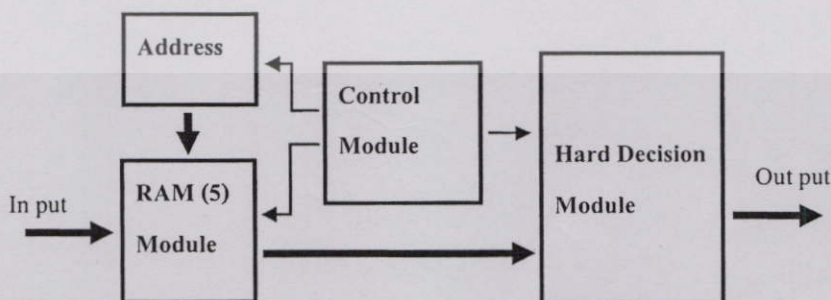 Address
Control
Module
Hard Decision
Module
In put
RAM (5)
Module
Out put